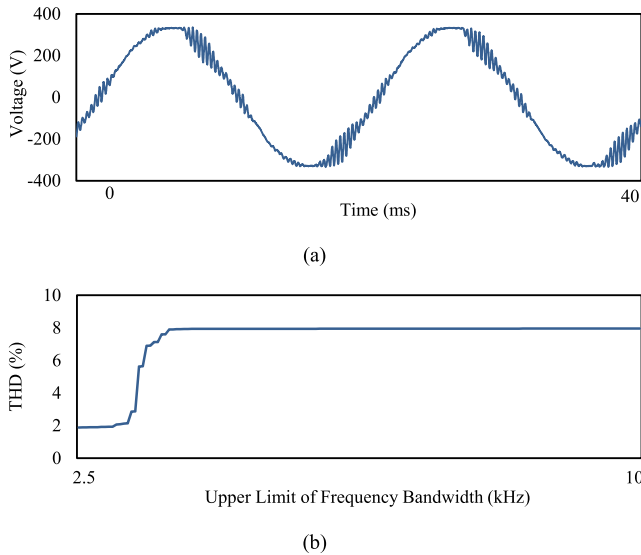 400
200
0
-200
-400
Voltage (V)
0
40
Time (ms)
(a)
10
8
6
4
2
0
THD (%)
2.5
10
Upper Limit of Frequency Bandwidth (kHz)
(b)